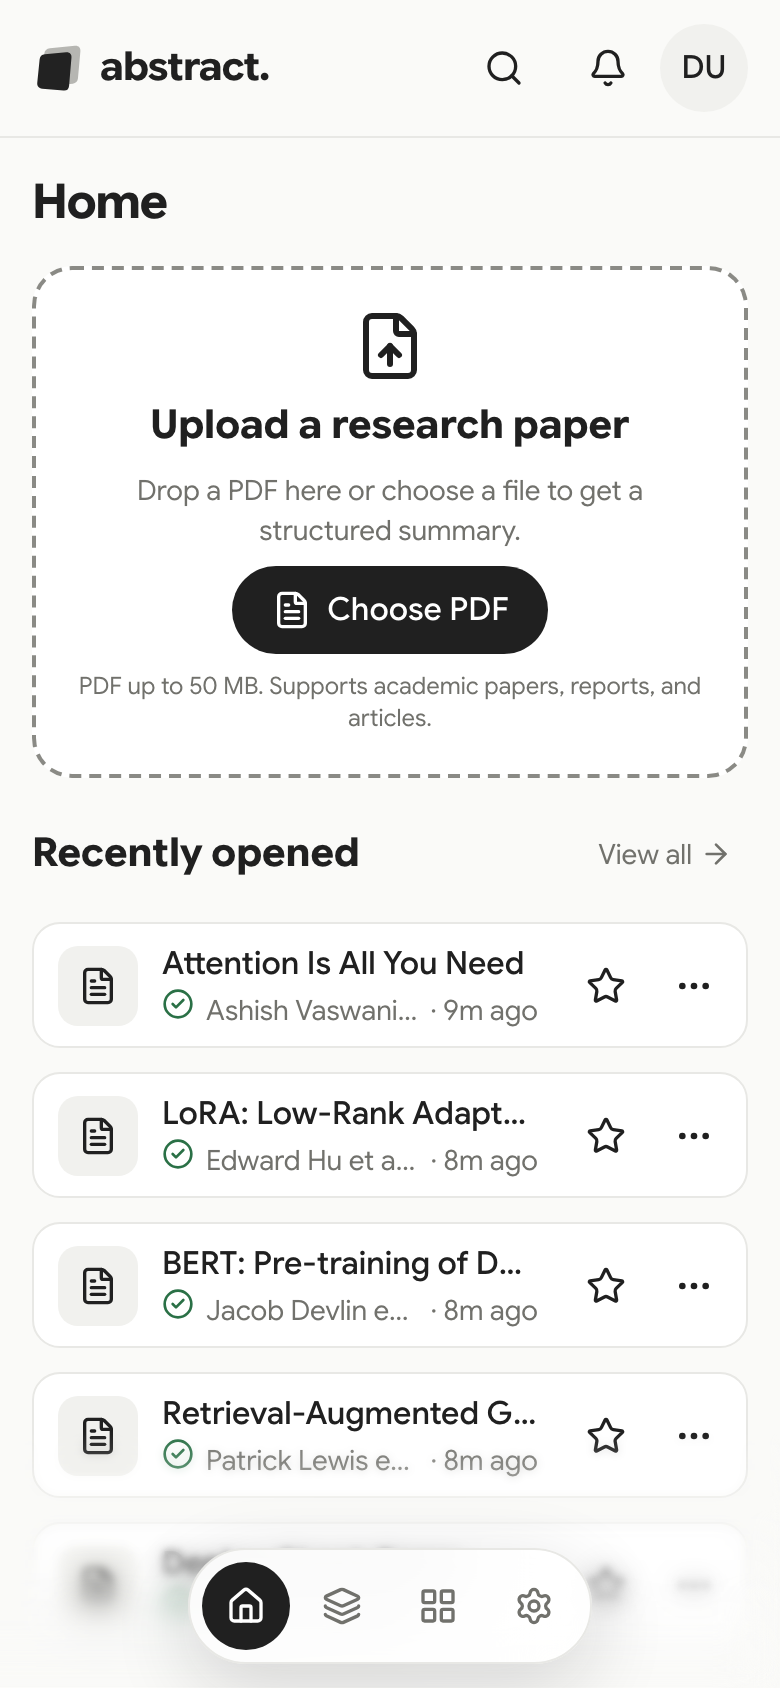 abstract.
DU
Home
Upload a research paper
Drop a PDF here or choose a file to get a
structured summary.
Choose PDF
PDF up to 50 MB. Supports academic papers, reports, and
articles.
Recently opened
View all
Attention Is All You Need
Ashish Vaswani... · 9m ago
LoRA: Low-Rank Adapt...
Edward Hu et a... · 8m ago
BERT: Pre-training of D...
Jacob Devlin e... · 8m ago
Retrieval-Augmented G...
Patrick Lewis e... · 8m ago